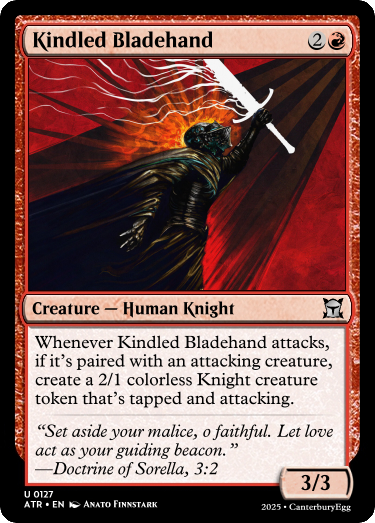 Kindled Bladehand 2
Creature — Human Knight
Whenever Kindled Bladehand attacks,
if it's paired with an attacking creature,
create a 2/1 colorless Knight creature
token that's tapped and attacking.
“Set aside your malice, o faithful. Let love
act as your guiding beacon.”
—Doctrine of Sorella, 3:2
3/3
U 0127
ATR • EN Anato Finnstark
2025 • CanterburyEgg